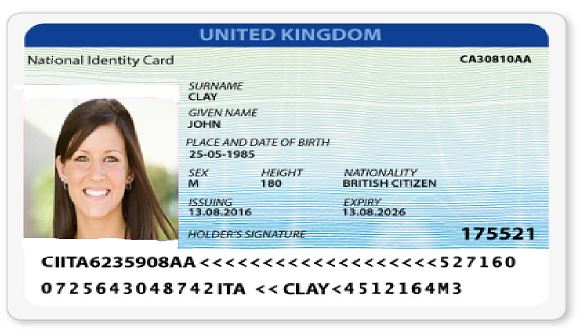 UNITED KINGDOM
National Identity Card CA30810AA
SURNAME
CLAY
GIVEN NAME
JOHN
PLACE AND DATE OF BIRTH
25-05-1985
SEX HEIGHT NATIONALITY
M 180 BRITISH CITIZEN
ISSUING EXPIRY
13.08.2016 13.08.2026
HOLDER'S SIGNATURE 175521
CIITA6235908AA<<<<<<<<<<<<<<<<<<<527160
0725643048742ITA <<CLAY<4512164M3